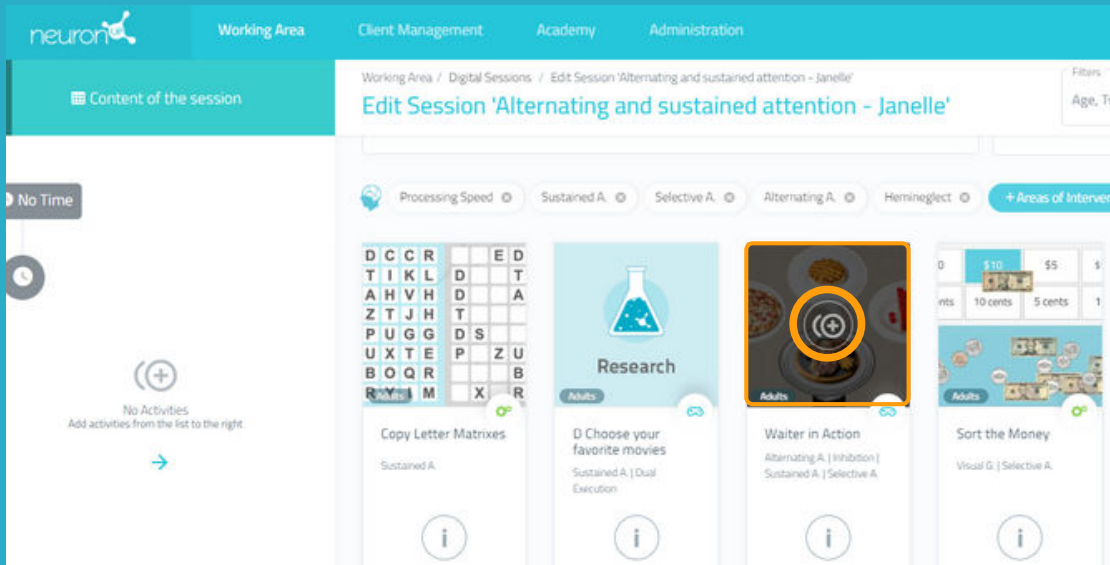 neuronUP
Working Area
Client Management
Academy
Administration
Content of the session
Working Area / Digital Sessions / Edit Session 'Alternating and sustained attention - Janelle'
Edit Session 'Alternating and sustained attention - Janelle'
Filters
Age, T
No Time
Processing Speed
Sustained A.
Selective A.
Alternating A.
Hemineglect
+ Areas of Interven
No Activities
Add activities from the list to the right
D C C R E D
T I K L D T
A H V H D A
Z T J H T
P U G G D S
U X T E P Z U
B O Q R B
R Y I M X R
Adults
Copy Letter Matrixes
Sustained A.
i
Research
Adults
D Choose your
favorite movies
Sustained A. | Dual
Execution
i
Adults
Waiter in Action
Alternating A. | Inhibition |
Sustained A. | Selective A.
i
0 $10 $5 $
nts 10 cents 5 cents 1
Adults
Sort the Money
Visual G. | Selective A.
i